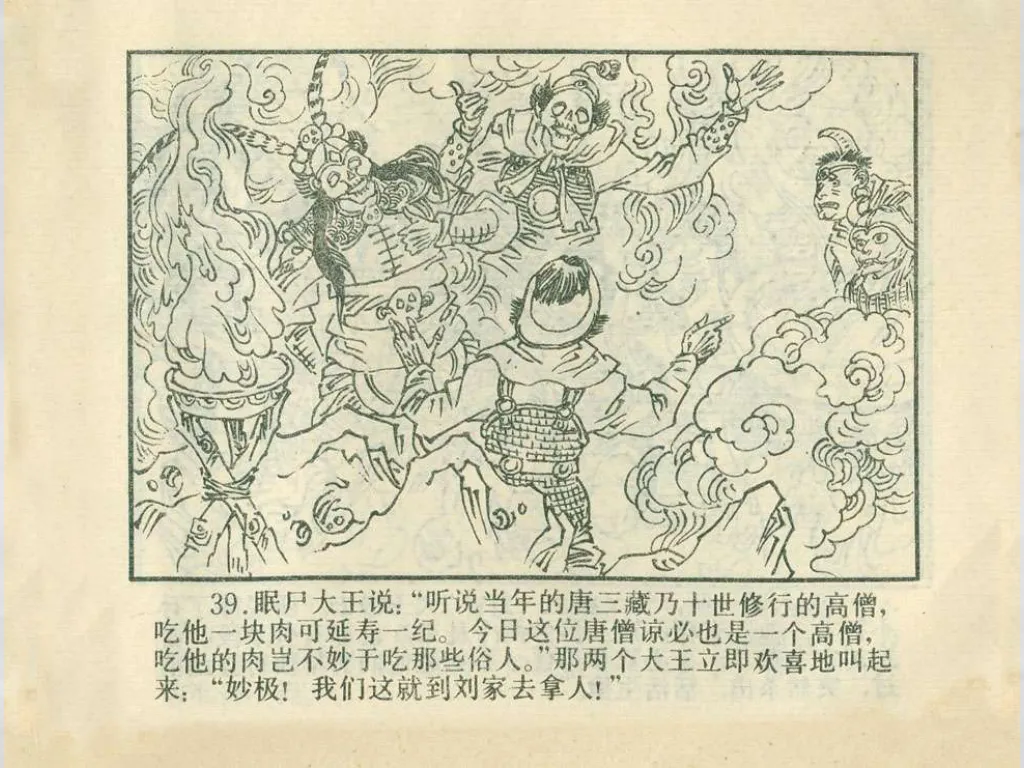 39.眠尸大王说：“听说当年的唐三藏乃十世修行的高僧，
吃他一块肉可延寿一纪。今日这位唐僧谅必也是一个高僧，
吃他的肉岂不妙于吃那些俗人。”那两个大王立即欢喜地叫起
来：“妙极！我们这就到刘家去拿人！”